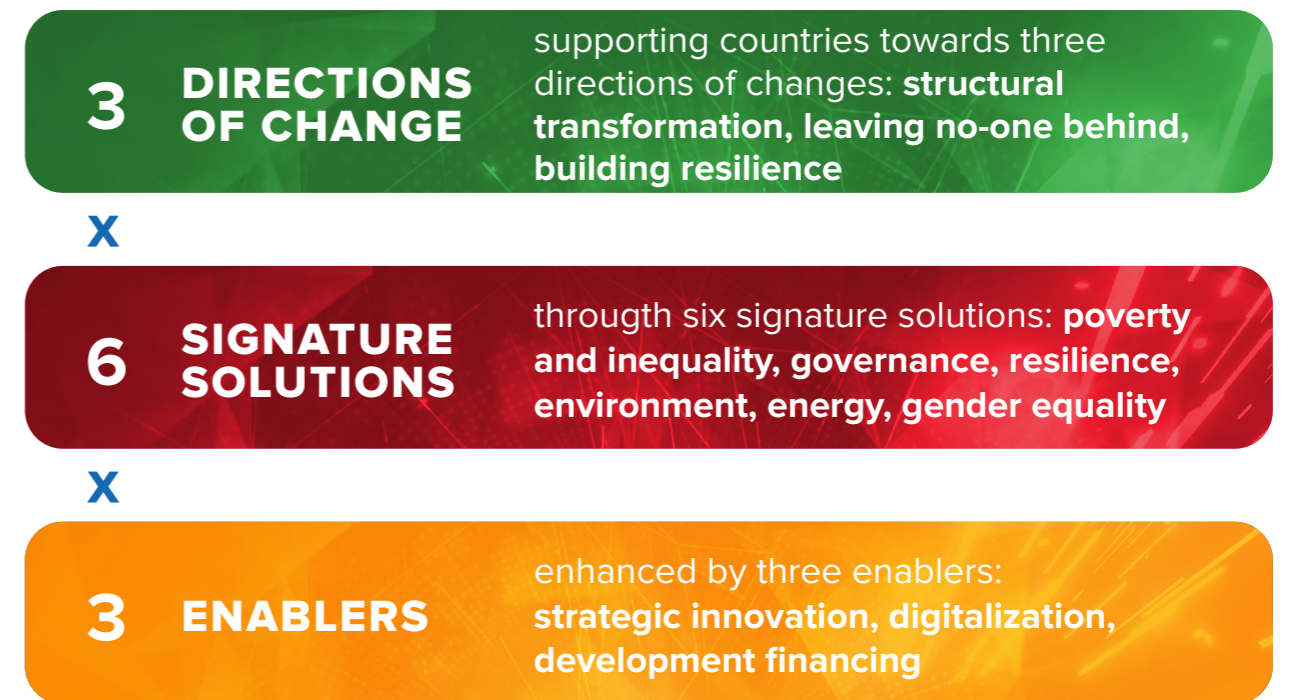 3
DIRECTIONS
OF CHANGE
supporting countries towards three
directions of changes: structural
transformation, leaving no-one behind,
building resilience
X
6
SIGNATURE
SOLUTIONS
througth six signature solutions: poverty
and inequality, governance, resilience,
environment, energy, gender equality
X
3
ENABLERS
enhanced by three enablers:
strategic innovation, digitalization,
development financing